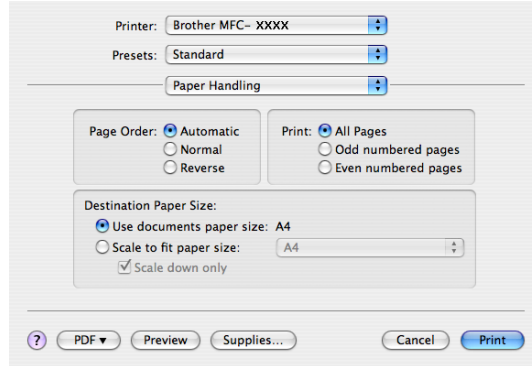 Printer: Brother MFC- XXXX
Presets: Standard
Paper Handling
Page Order: Automatic
Normal
Reverse
Print: All Pages
Odd numbered pages
Even numbered pages
Destination Paper Size:
Use documents paper size: A4
Scale to fit paper size: A4
Scale down only
? PDF Preview Supplies... Cancel Print